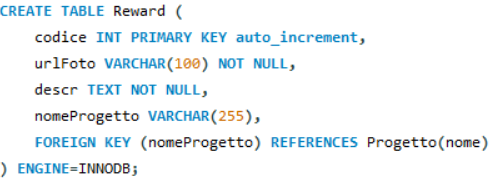 CREATE TABLE Reward (
    codice INT PRIMARY KEY auto_increment,
    urlFoto VARCHAR(100) NOT NULL,
    descr TEXT NOT NULL,
    nomeProgetto VARCHAR(255),
    FOREIGN KEY (nomeProgetto) REFERENCES Progetto(nome)
) ENGINE=INNODB;